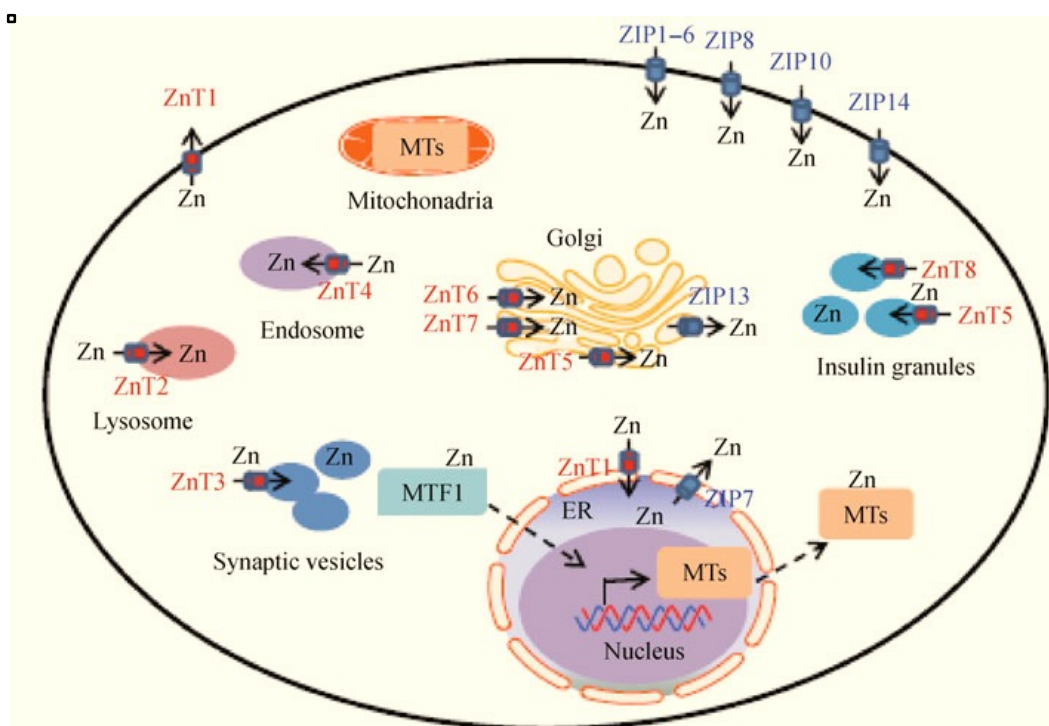 ZIP1-6
ZIP8
ZIP10
ZIP14
ZnT1
Zn
Zn
Zn
Zn
Zn
MTs
Mitochonadria
Golgi
Zn
Zn
ZnT4
Endosome
ZnT6
Zn
ZnT7
Zn
ZIP13
Zn
ZnT5
Zn
ZnT8
Zn
Zn
ZnT5
Insulin granules
Zn
Zn
ZnT2
Lysosome
Zn
Zn
ZnT3
Synaptic vesicles
Zn
MTF1
Zn
ZnT1
Zn
ZIP7
ER
Zn
MTs
Nucleus
Zn
MTs